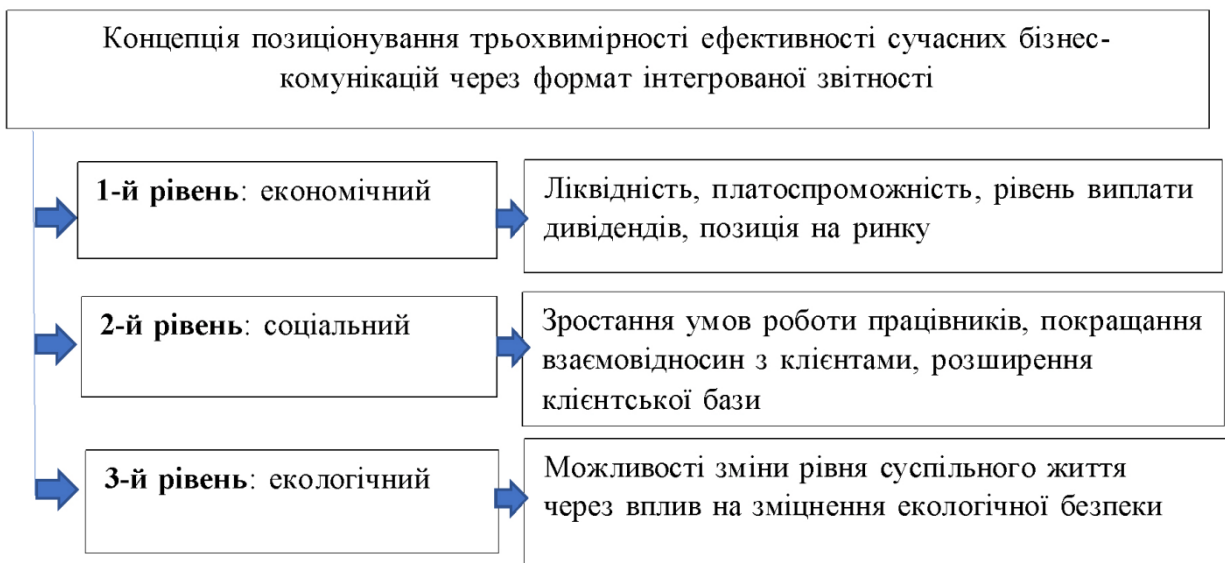 Концепція позиціонування трьохвимірності ефективності сучасних бізнес-
комунікацій через формат інтегрованої звітності
1-й рівень: економічний
Ліквідність, платоспроможність, рівень виплати
дивідендів, позиція на ринку
2-й рівень: соціальний
Зростання умов роботи працівників, покращання
взаємовідносин з клієнтами, розширення
клієнтської бази
3-й рівень: екологічний
Можливості зміни рівня суспільного життя
через вплив на зміцнення екологічної безпеки